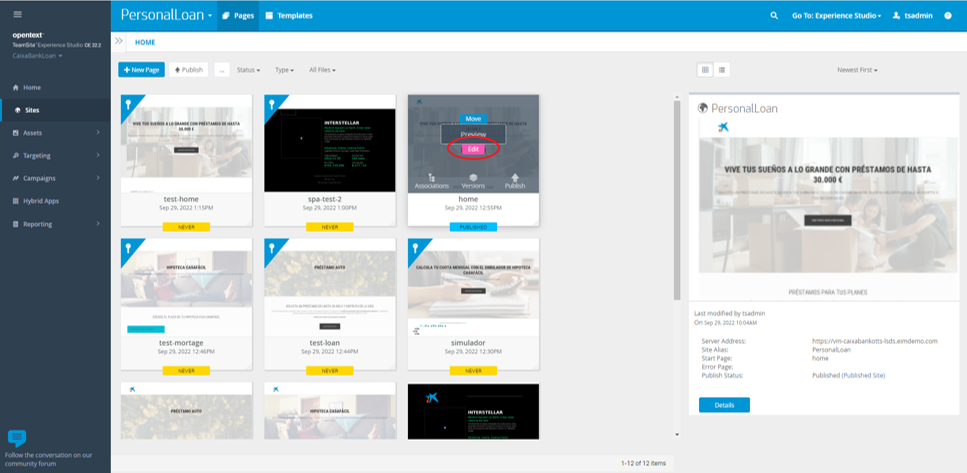 PersonalLoan
Pages
Templates
Go To: Experience Studio
tsadmin
opentext™
TeamSite® Experience Studio CE 22.2
CaixaBankLoan
HOME
Home
Sites
Assets
Targeting
Campaigns
Hybrid Apps
Reporting
+ New Page
Publish
...
Status
Type
All Files
Newest First
VIVE TUS SUEÑOS A LO GRANDE CON PRÉSTAMOS DE HASTA
30.000 €
test-home
Sep 29, 2022 1:15PM
NEVER
INTERSTELLAR
spa-test-2
Sep 29, 2022 1:00PM
NEVER
Move
Preview
Edit
Associations
Versions
Publish
home
Sep 29, 2022 12:55PM
PUBLISHED
HIPOTECA CASAFÁCIL
test-mortage
Sep 29, 2022 12:46PM
NEVER
PRÉSTAMO AUTO
test-loan
Sep 29, 2022 12:44PM
NEVER
CALCULA TU CUOTA MENSUAL CON EL SIMULADOR DE HIPOTECA
CASAFÁCIL
simulador
Sep 29, 2022 12:30PM
NEVER
PRÉSTAMO AUTO
HIPOTECA CASAFÁCIL
INTERSTELLAR
1-12 of 12 items
PersonalLoan
VIVE TUS SUEÑOS A LO GRANDE CON PRÉSTAMOS DE HASTA
30.000 €
PRÉSTAMOS PARA TUS PLANES
Last modified by tsadmin
On Sep 29, 2022 10:04AM
Server Address: https://vm-caixabankotts-lsds.eimdemo.com
Site Alias: PersonalLoan
Start Page: home
Error Page:
Publish Status: Published (Published Site)
Details
Follow the conversation on our
community forum